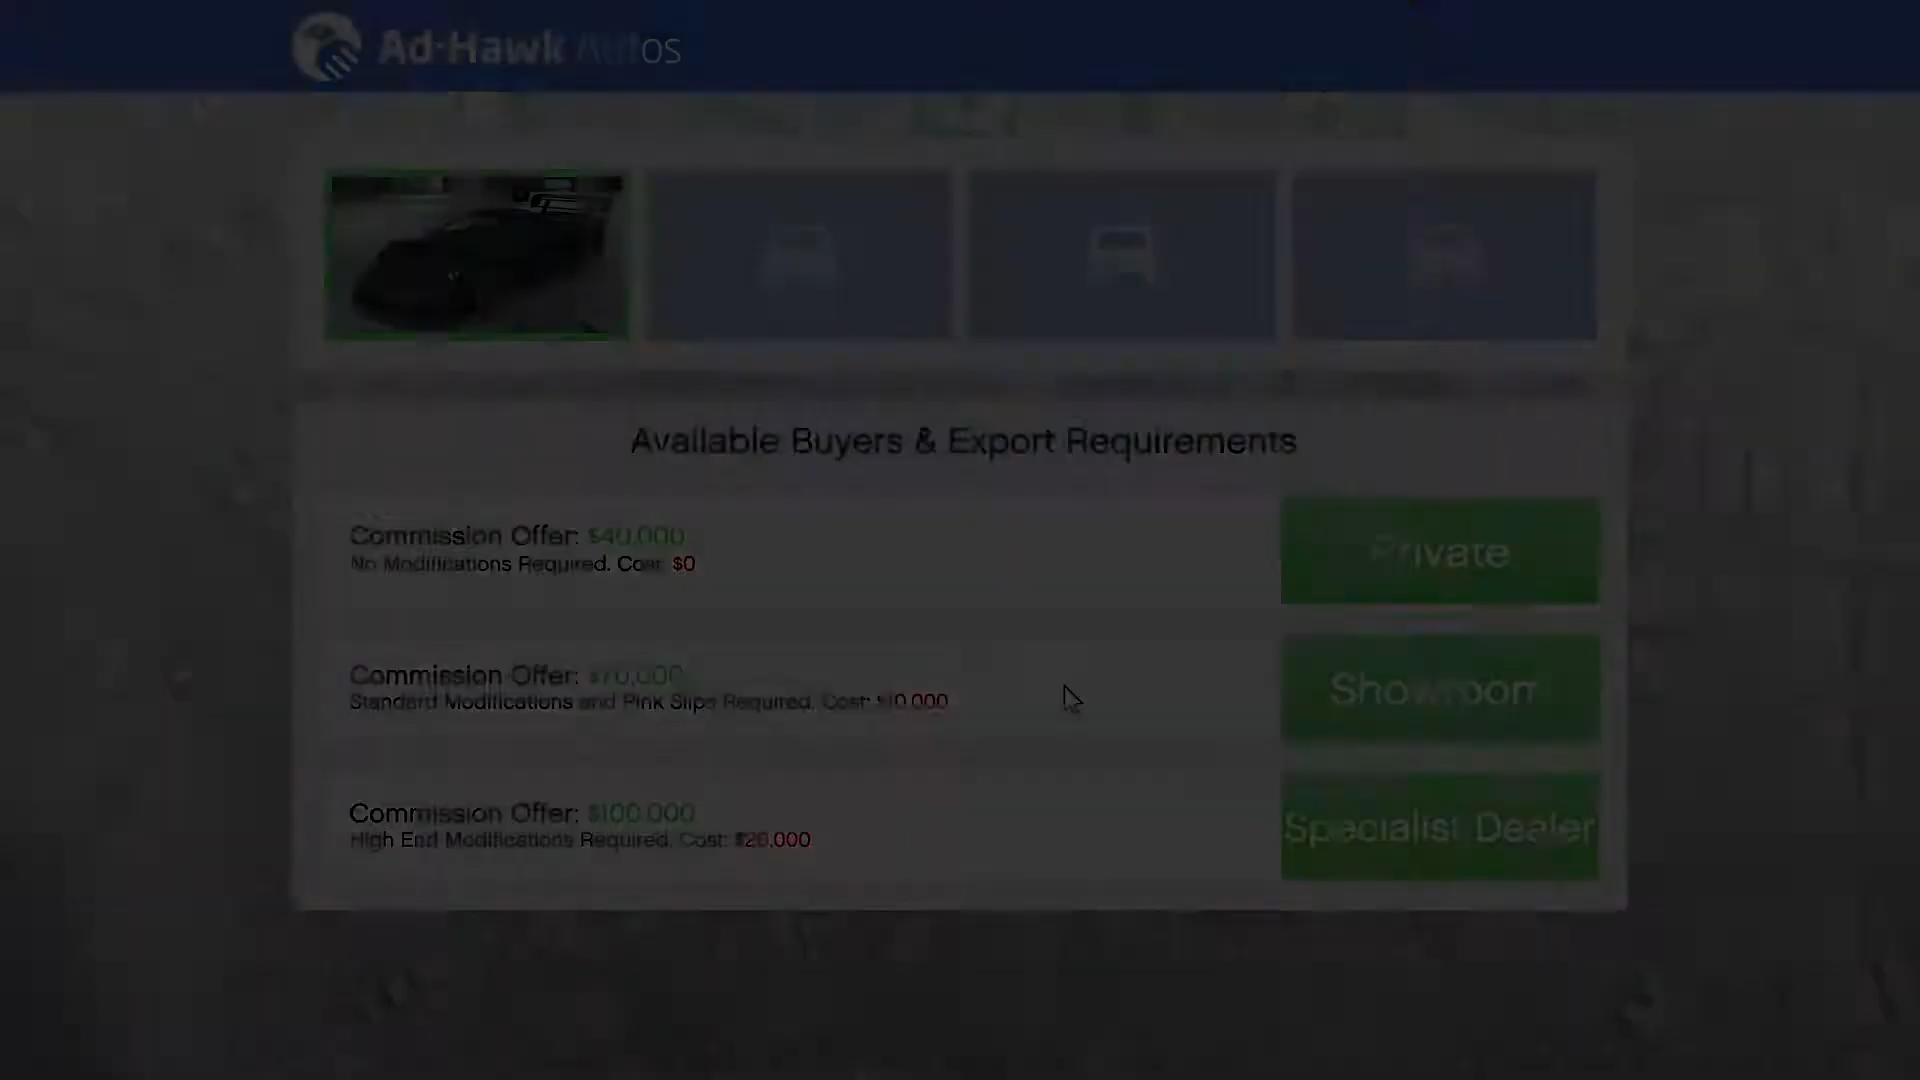 Ad-Hawk Autos
Available Buyers & Export Requirements
Commission Offer: $40,000
No Modifications Required. Cost: $0
Private
Commission Offer: $70,000
Standard Modifications and Pink Slips Required. Cost: $10,000
Showroom
Commission Offer: $100,000
High End Modifications Required. Cost: $20,000
Specialist Dealer